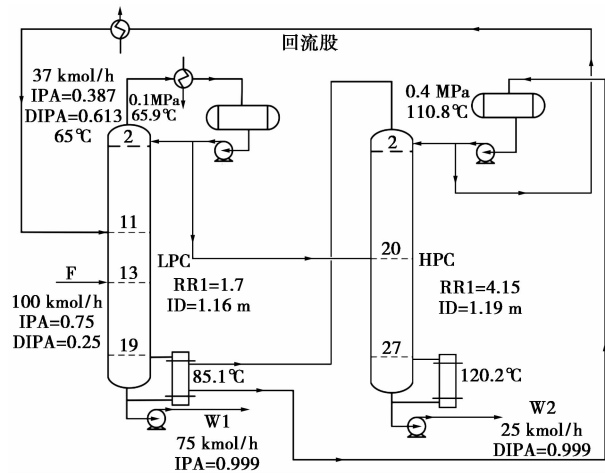 回流股
37 kmol/h
IPA=0.387
DIPA=0.613
65℃
0.1MPa
65.9℃
0.4 MPa
110.8℃
2
2
11
LPC
20
HPC
F
13
RR1=1.7
ID=1.16 m
RR1=4.15
ID=1.19 m
100 kmol/h
IPA=0.75
DIPA=0.25
19
27
85.1℃
120.2℃
W1
75 kmol/h
IPA=0.999
W2
25 kmol/h
DIPA=0.999